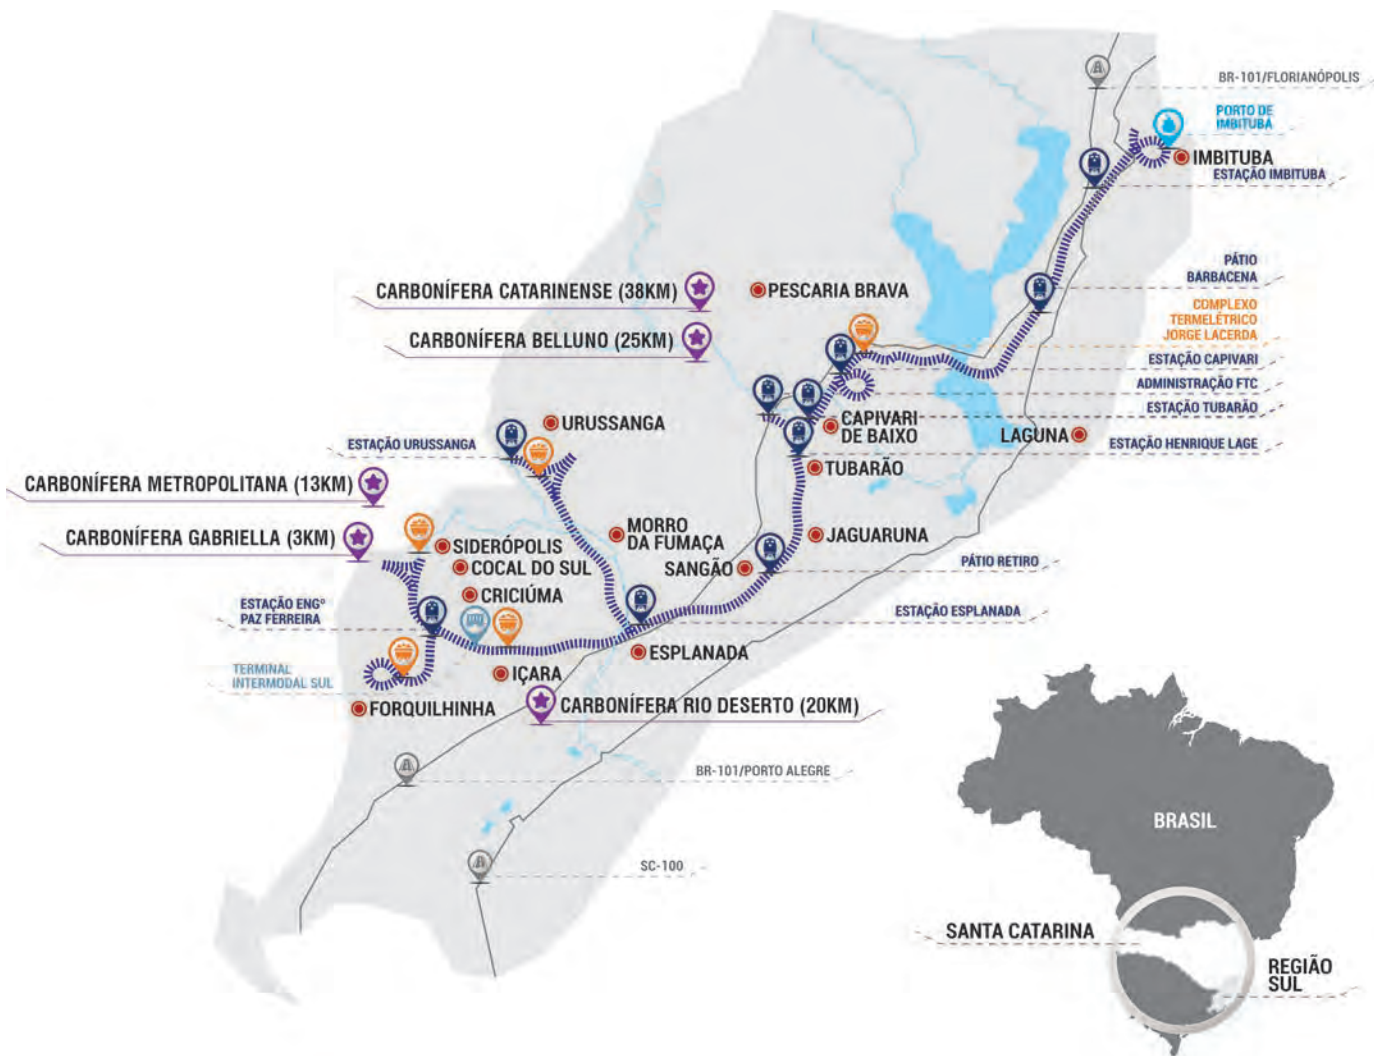 BR-101/FLORIANÓPOLIS
PORTO DE
IMBITUBA
IMBITUBA
ESTAÇÃO IMBITUBA
PÁTIO
BARBACENA
CARBONÍFERA CATARINENSE (38KM)
PESCARIA BRAVA
COMPLEXO
TERMELÉTRICO
JORGE LACERDA
CARBONÍFERA BELLUNO (25KM)
ESTAÇÃO CAPIVARI
ADMINISTRAÇÃO FTC
ESTAÇÃO TUBARÃO
URUSSANGA
CAPIVARI
DE BAIXO
LAGUNA
ESTAÇÃO URUSSANGA
ESTAÇÃO HENRIQUE LAGE
TUBARÃO
CARBONÍFERA METROPOLITANA (13KM)
MORRO
DA FUMAÇA
JAGUARUNA
CARBONÍFERA GABRIELLA (3KM)
SIDERÓPOLIS
COCAL DO SUL
SANGÃO
PÁTIO RETIRO
CRICIÚMA
ESTAÇÃO ENGº
PAZ FERREIRA
ESTAÇÃO ESPLANADA
ESPLANADA
TERMINAL
INTERMODAL SUL
IÇARA
FORQUILHINHA
CARBONÍFERA RIO DESERTO (20KM)
BR-101/PORTO ALEGRE
BRASIL
SC-100
SANTA CATARINA
REGIÃO
SUL